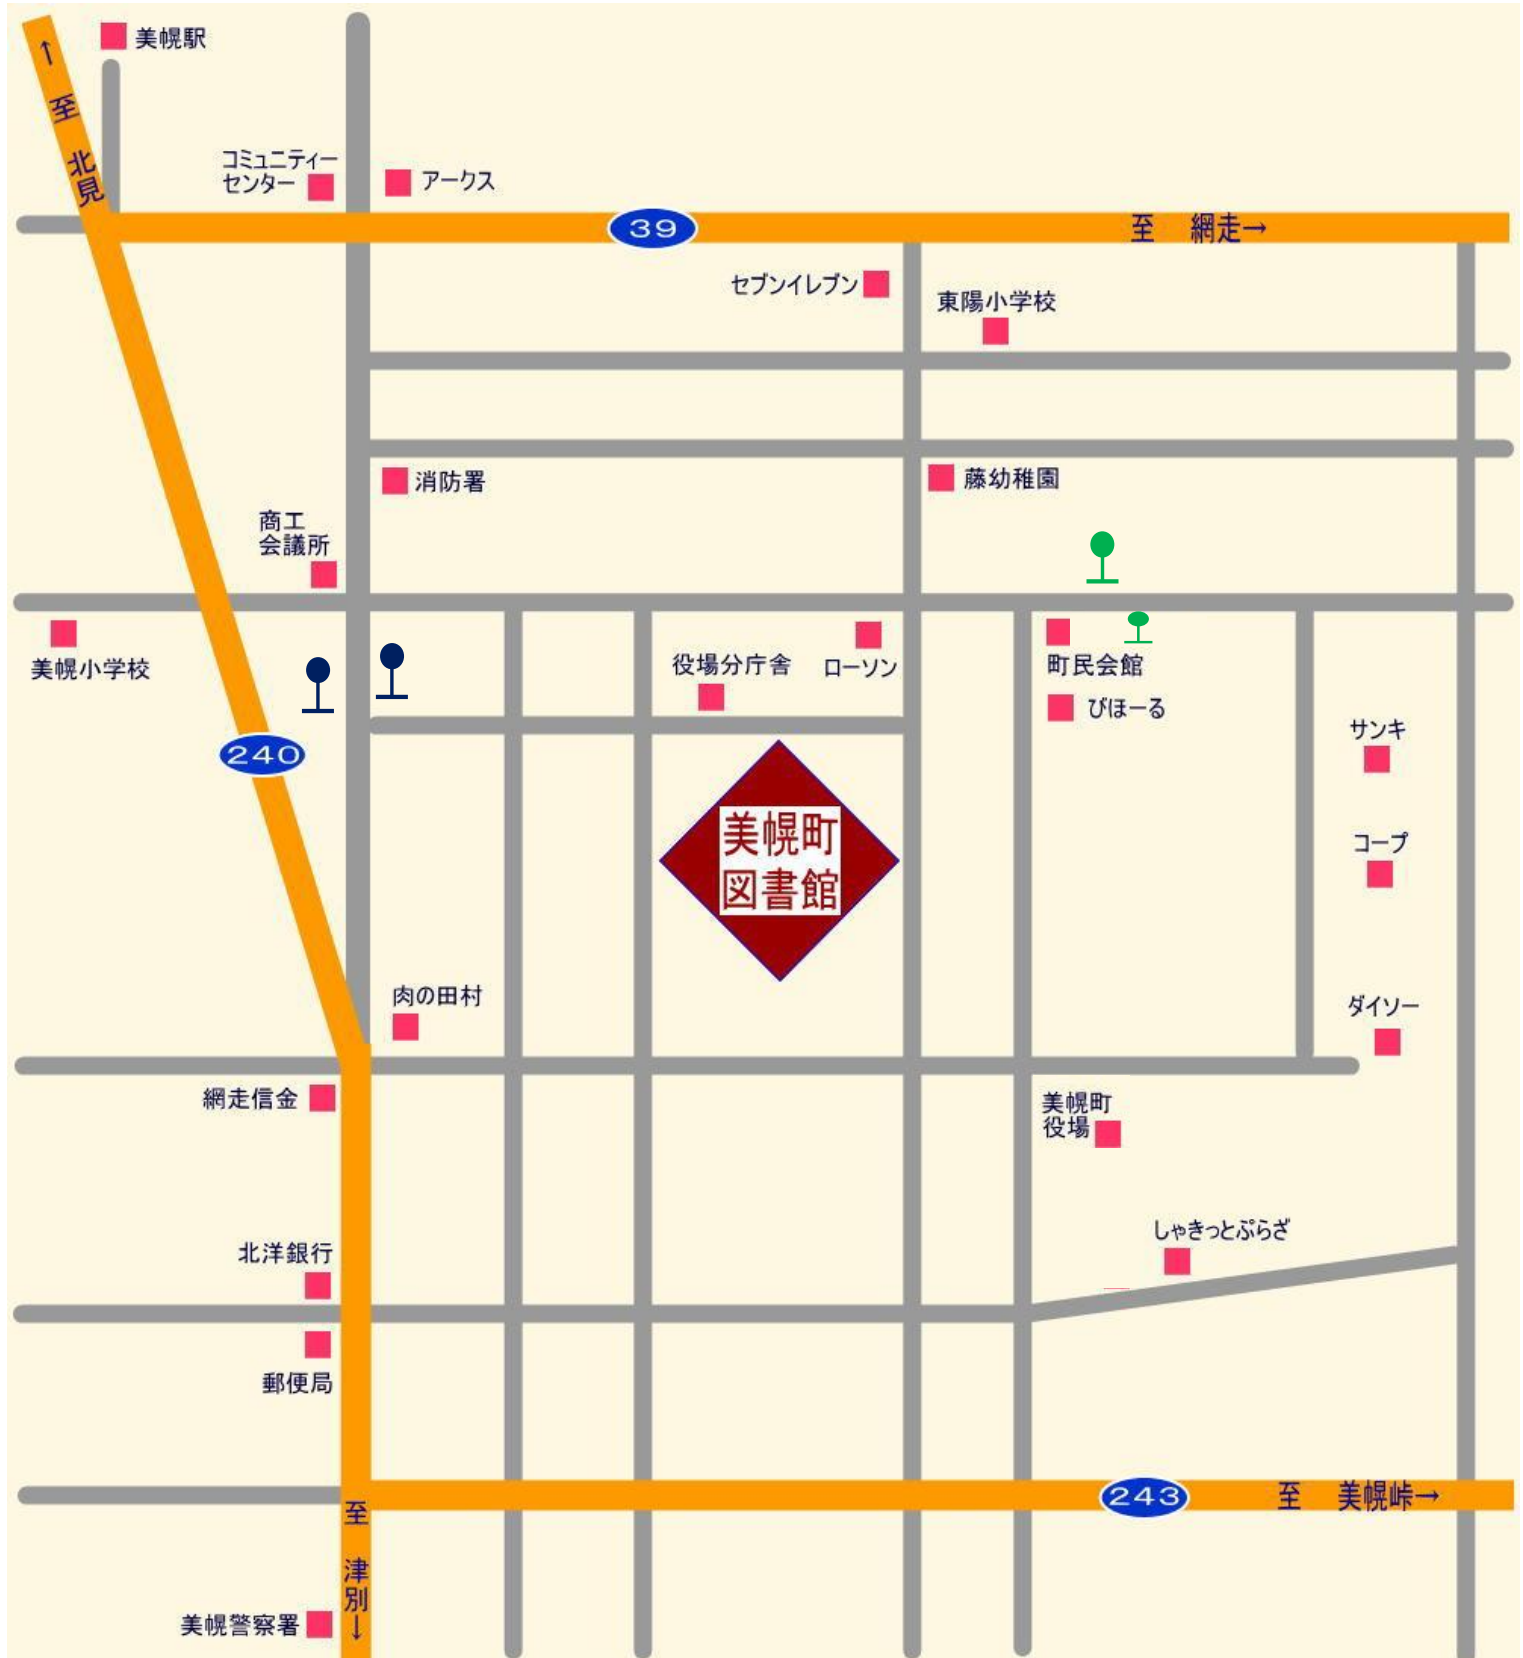 美幌駅
↑
至
北
見
コミュニティー
センター
アークス
39
至　網走→
セブンイレブン
東陽小学校
消防署
藤幼稚園
商工
会議所
美幌小学校
役場分庁舎
ローソン
町民会館
びほーる
サンキ
240
美幌町
図書館
コープ
肉の田村
ダイソー
網走信金
美幌町
役場
しゃきっとぷらざ
北洋銀行
郵便局
243
至　美幌峠→
至
津
別
↓
美幌警察署